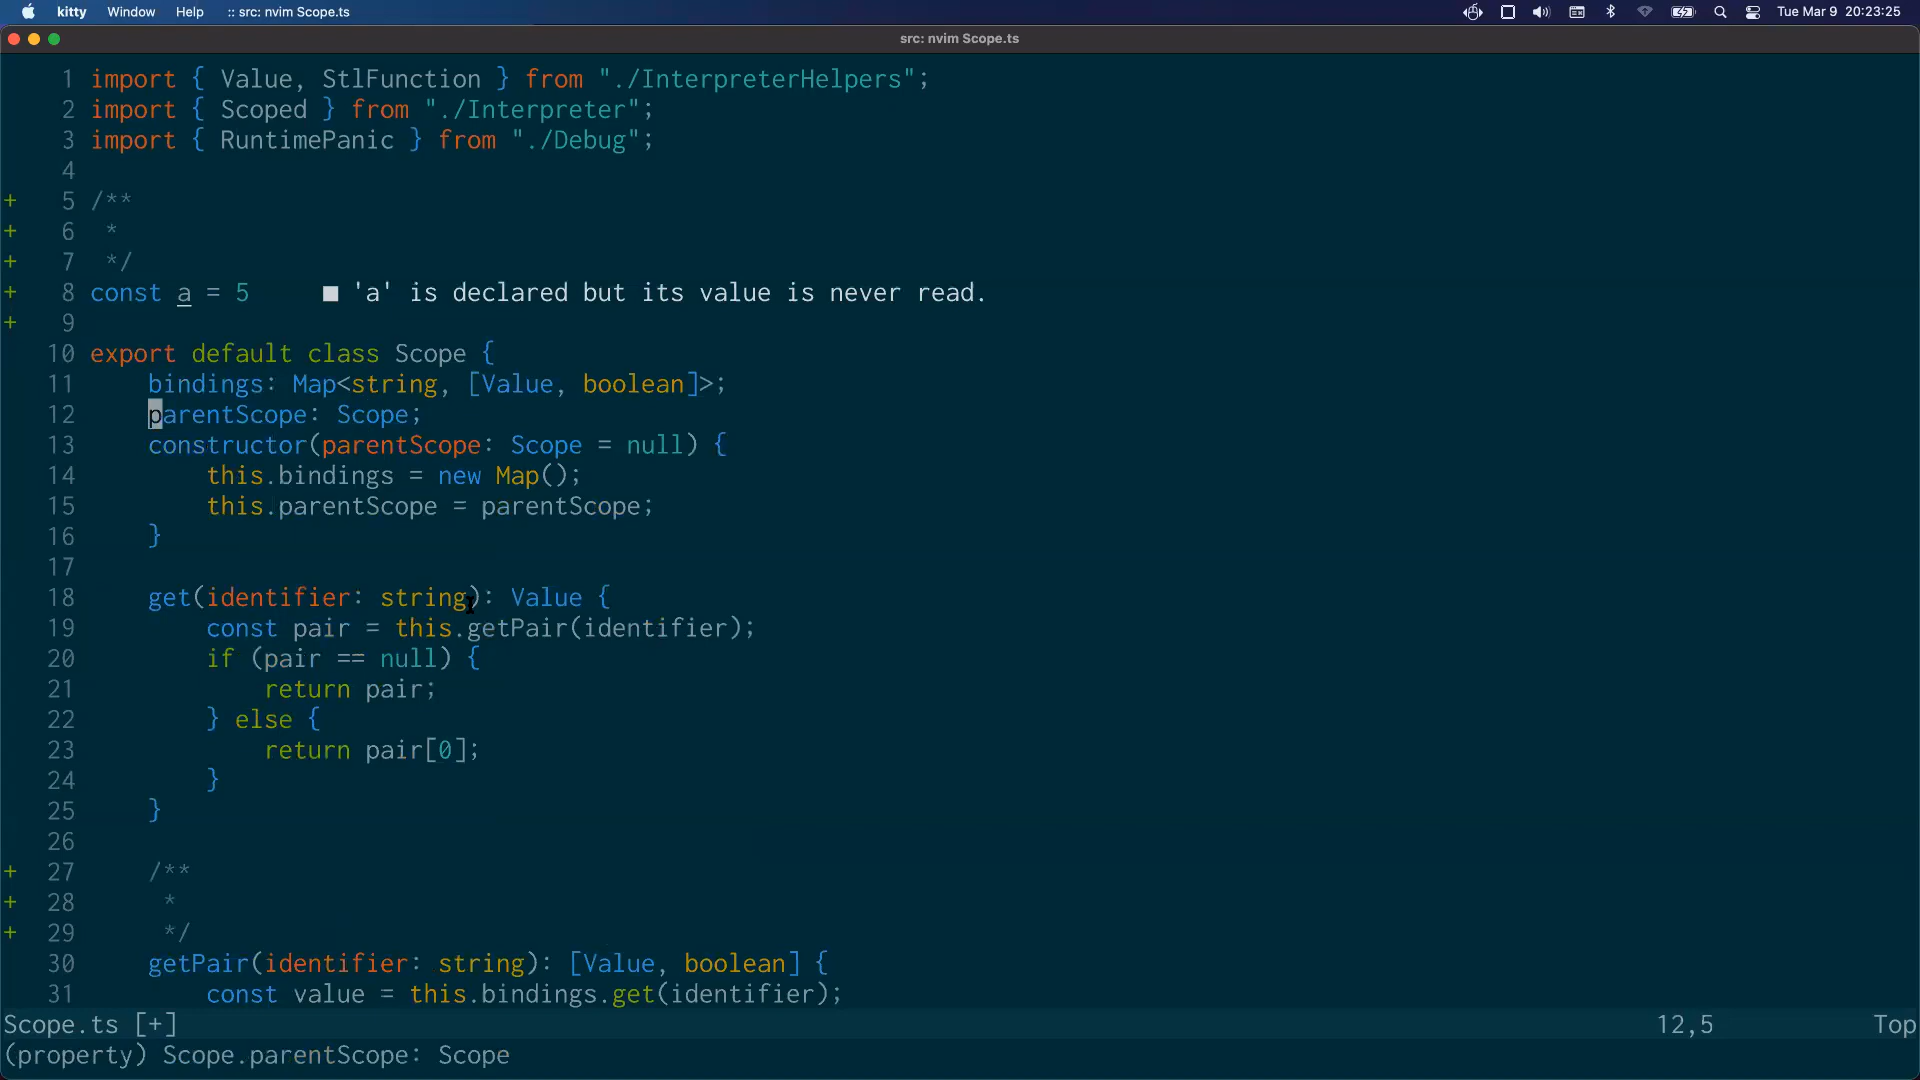 kitty Window Help :: src: nvim Scope.ts Tue Mar 9 20:23:25
src: nvim Scope.ts
1 import { Value, StlFunction } from "./InterpreterHelpers";
2 import { Scoped } from "./Interpreter";
3 import { RuntimePanic } from "./Debug";
4
+ 5 /**
+ 6  *
+ 7  */
+ 8 const a = 5     ■ 'a' is declared but its value is never read.
+ 9
10 export default class Scope {
11     bindings: Map<string, [Value, boolean]>;
12     parentScope: Scope;
13     constructor(parentScope: Scope = null) {
14         this.bindings = new Map();
15         this.parentScope = parentScope;
16     }
17
18     get(identifier: string): Value {
19         const pair = this.getPair(identifier);
20         if (pair == null) {
21             return pair;
22         } else {
23             return pair[0];
24         }
25     }
26
+ 27     /**
+ 28      *
+ 29      */
30     getPair(identifier: string): [Value, boolean] {
31         const value = this.bindings.get(identifier);
Scope.ts [+] 12,5 Top
(property) Scope.parentScope: Scope